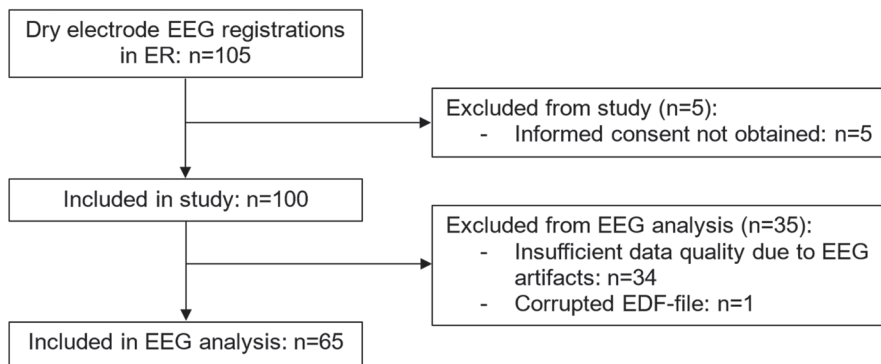 Dry electrode EEG registrations
in ER: n=105
Excluded from study (n=5):
- Informed consent not obtained: n=5
Included in study: n=100
Excluded from EEG analysis (n=35):
- Insufficient data quality due to EEG
artifacts: n=34
- Corrupted EDF-file: n=1
Included in EEG analysis: n=65